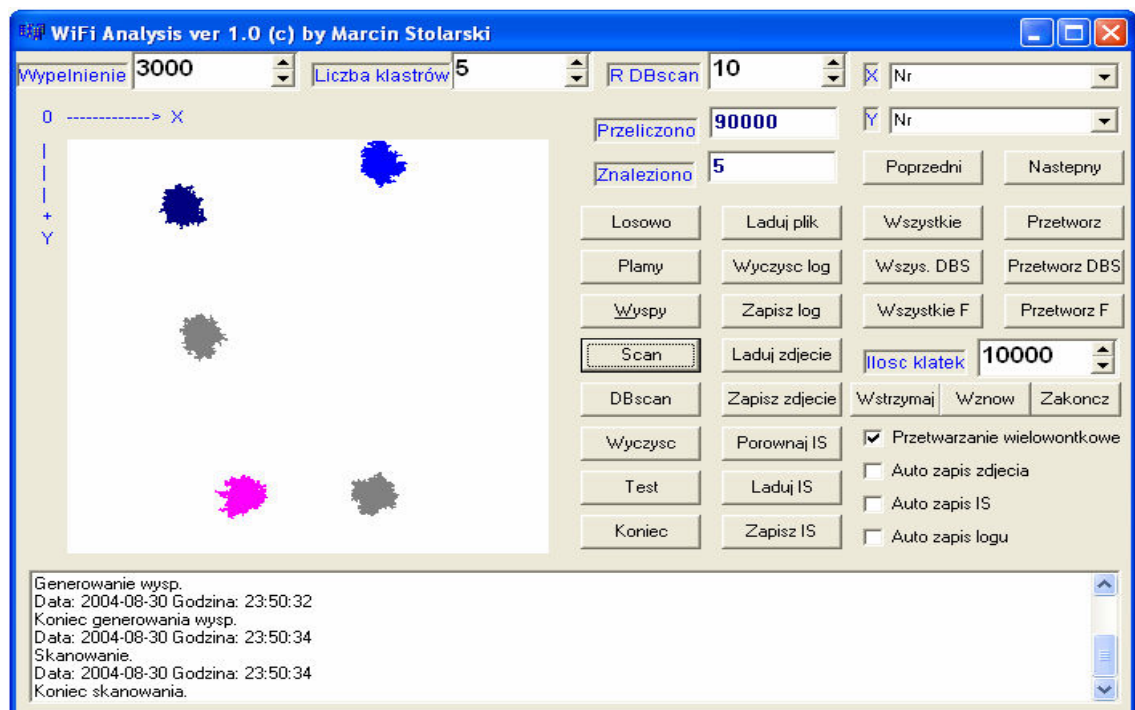 WiFi Analysis ver 1.0 (c) by Marcin Stolarski
Wypelnienie 3000 Liczba klastrów 5 R DBscan 10 X Nr
0 -------------> X
Przeliczono 90000 Y Nr
Znaleziono 5 Poprzedni Nastepny
|
|
|
+
Y
Losowo Laduj plik Wszystkie Przetworz
Plamy Wyczysc log Wszys. DBS Przetworz DBS
Wyspy Zapisz log Wszystkie F Przetworz F
Scan Laduj zdjecie Ilosc klatek 10000
DBscan Zapisz zdjecie Wstrzymaj Wznow Zakoncz
Wyczysc Porownaj IS Przetwarzanie wielowontkowe
Test Laduj IS Auto zapis zdjecia
Auto zapis IS
Koniec Zapisz IS Auto zapis logu
Generowanie wysp.
Data: 2004-08-30 Godzina: 23:50:32
Koniec generowania wysp.
Data: 2004-08-30 Godzina: 23:50:34
Skanowanie.
Data: 2004-08-30 Godzina: 23:50:34
Koniec skanowania.